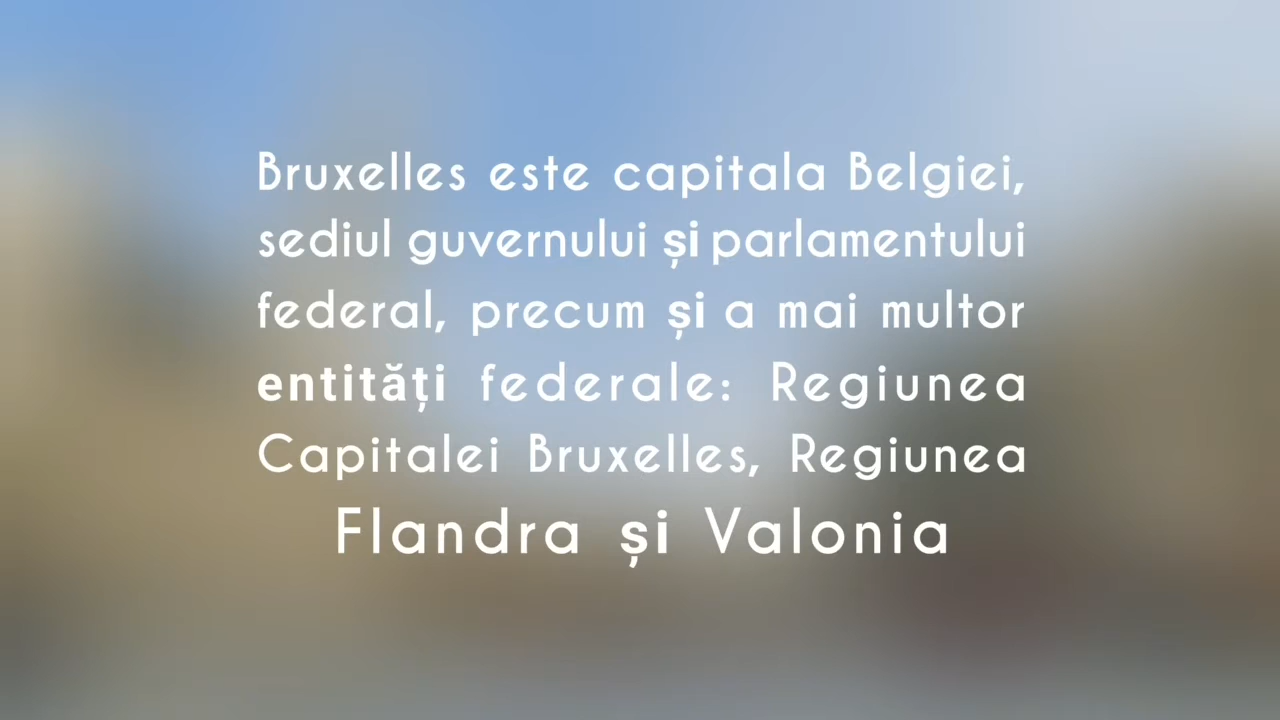 Bruxelles este capitala Belgiei,
sediul guvernului și parlamentului
federal, precum și a mai multor
entități federale: Regiunea
Capitalei Bruxelles, Regiunea
Flandra și Valonia